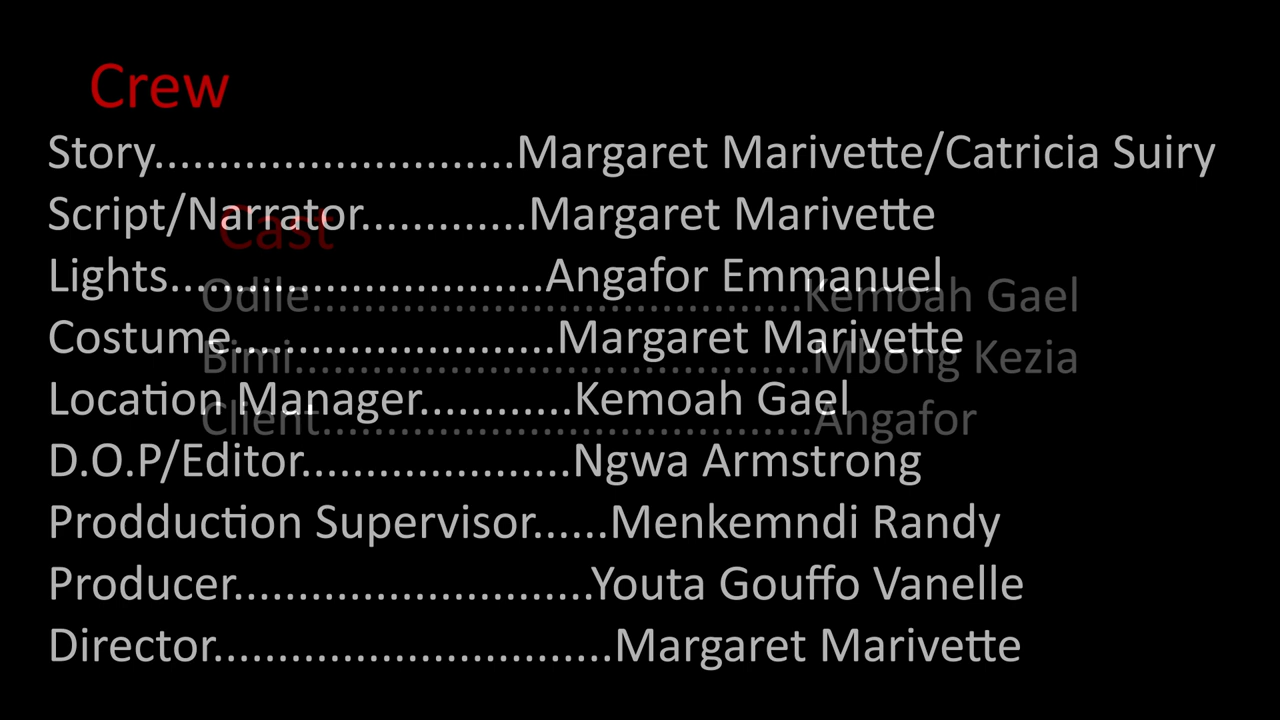 Crew
Story............................Margaret Marivette/Catricia Suiry
Script/Narrator.............Margaret Marivette
Cast
Lights.............................Angafor Emmanuel
Odile......................................Kemoah Gael
Costume.........................Margaret Marivette
Bimi........................................Mbong Kezia
Location Manager............Kemoah Gael
Client......................................Angafor
D.O.P/Editor.....................Ngwa Armstrong
Prodduction Supervisor......Menkemndi Randy
Producer............................Youta Gouffo Vanelle
Director...............................Margaret Marivette